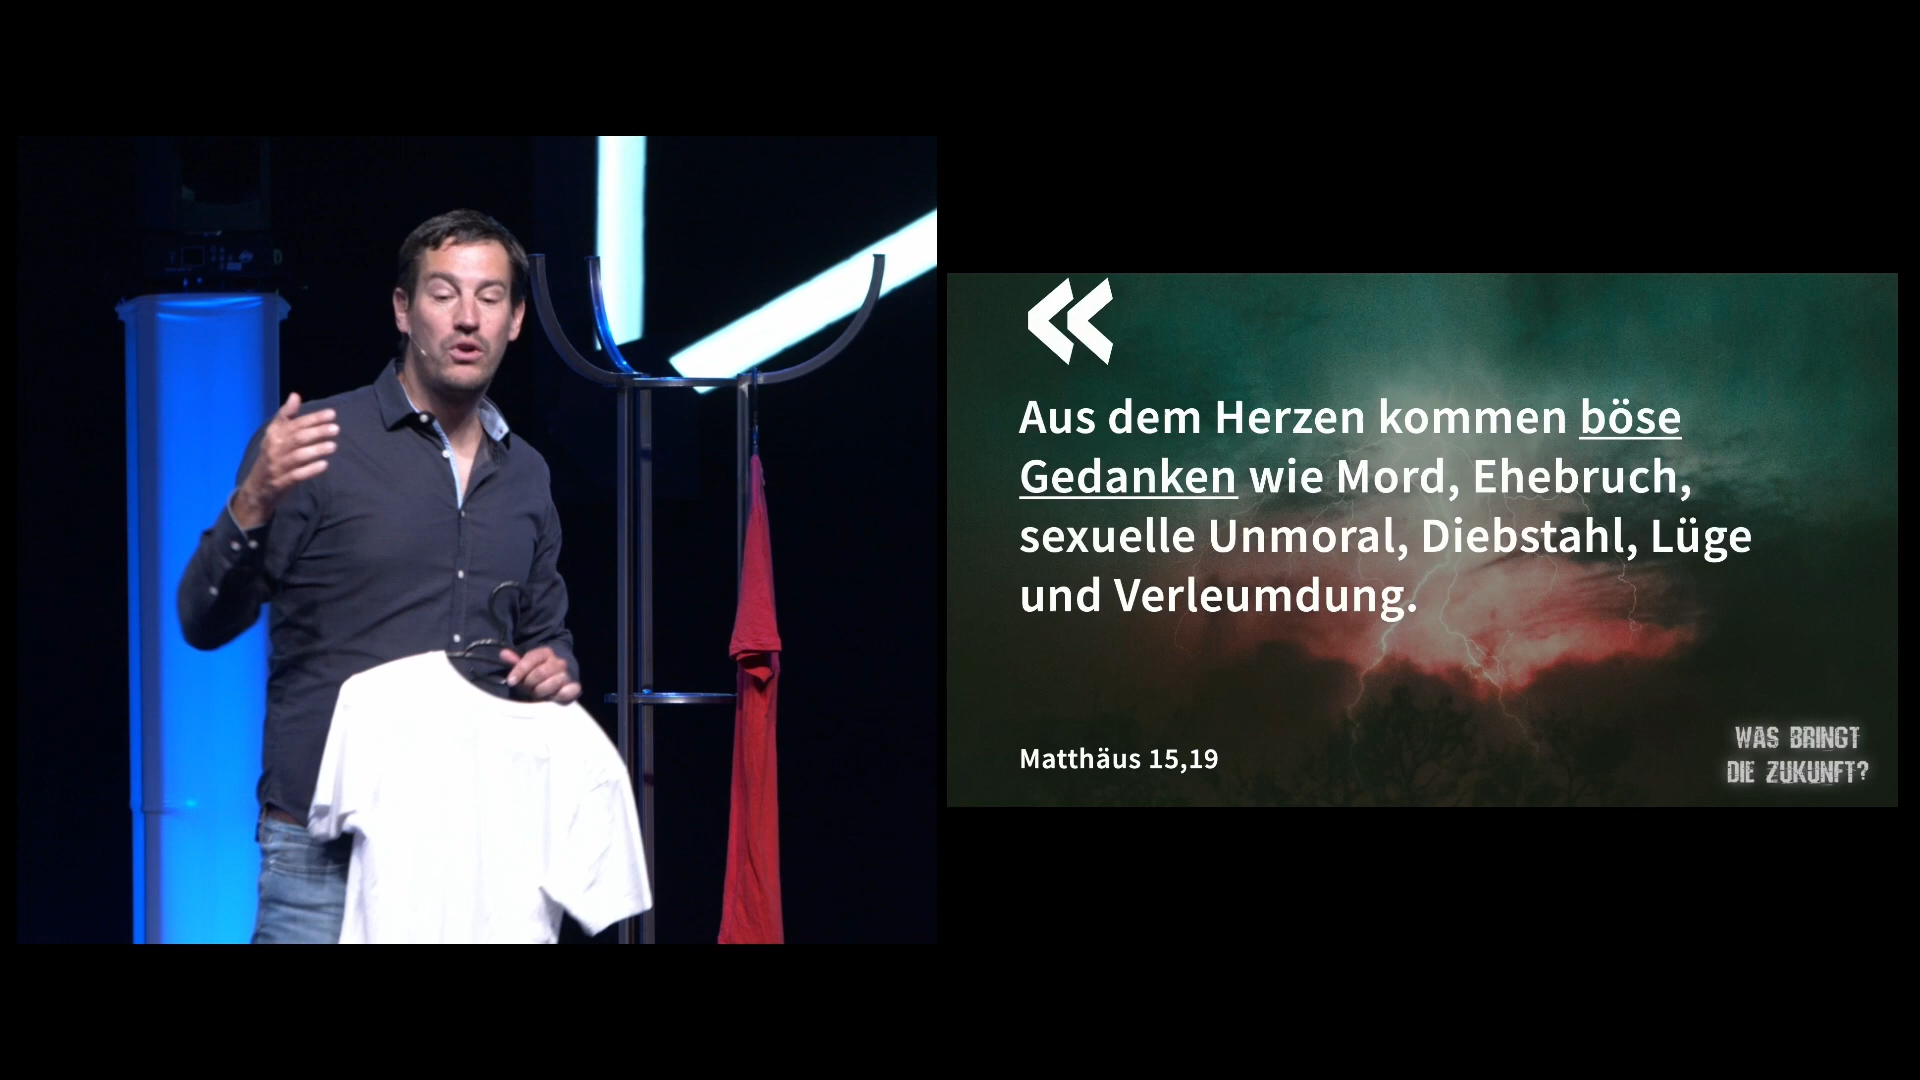 «
Aus dem Herzen kommen böse
Gedanken wie Mord, Ehebruch,
sexuelle Unmoral, Diebstahl, Lüge
und Verleumdung.
Matthäus 15,19
WAS BRINGT
DIE ZUKUNFT?